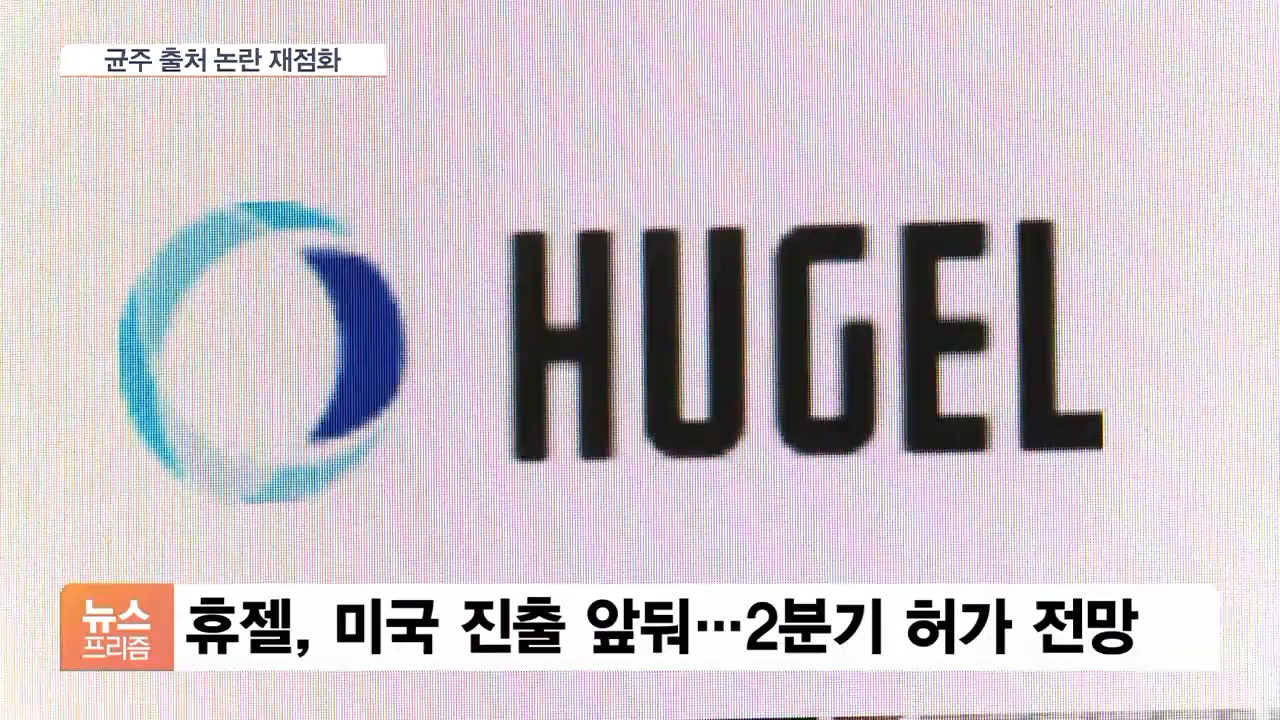 균주 출처 논란 재점화
HUGEL
뉴스
프리즘
휴젤, 미국 진출 앞둬…2분기 허가 전망